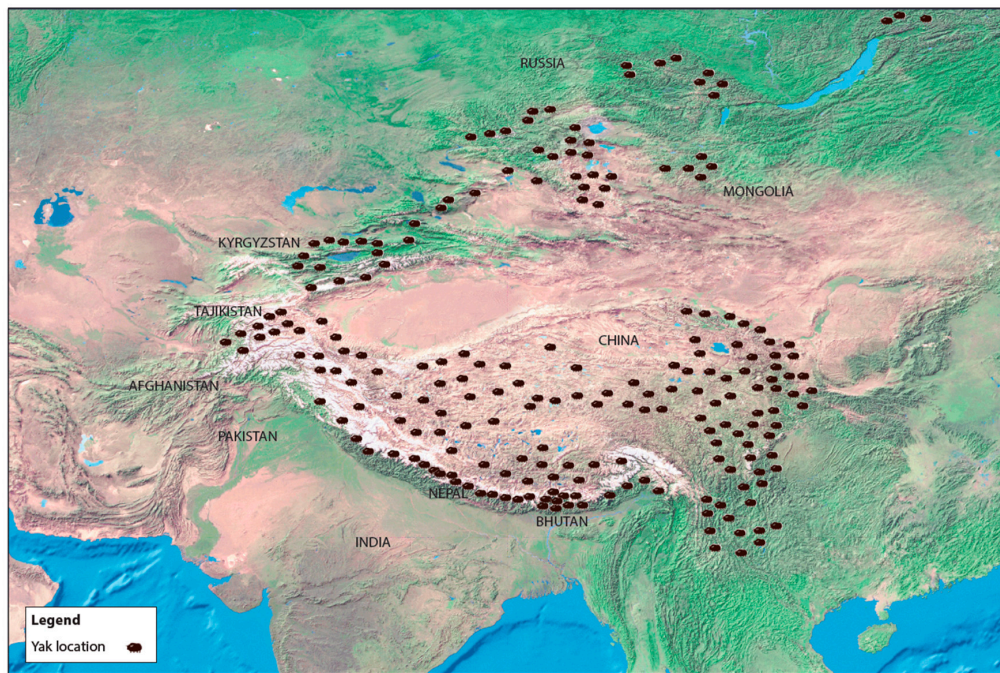 RUSSIA
MONGOLIA
KYRGYZSTAN
TAJIKISTAN
CHINA
AFGHANISTAN
PAKISTAN
NEPAL
BHUTAN
INDIA
Legend
Yak location